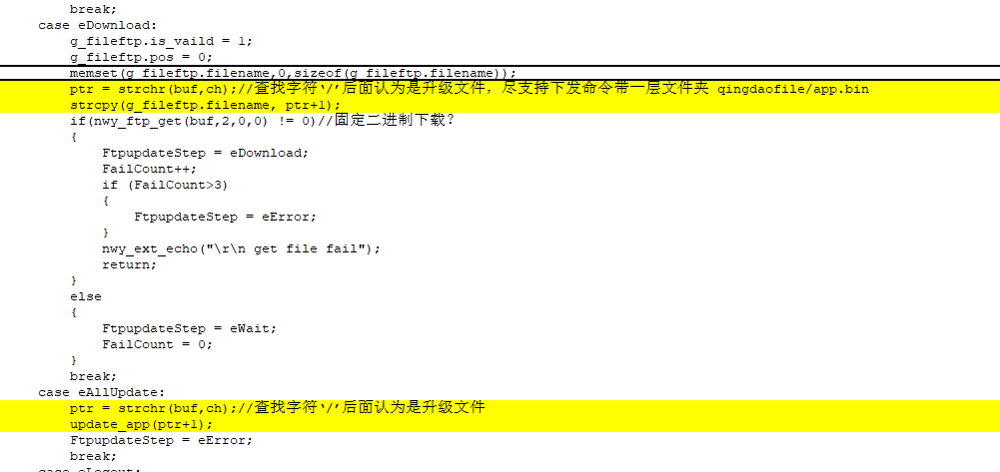 break;
case eDownload:
g_fileftp.is_vaild = 1;
g_fileftp.pos = 0;
memset(g_fileftp.filename,0,sizeof(g_fileftp.filename));
ptr = strchr(buf,ch);//查找字符‘/’后面认为是升级文件，尽支持下发命令带一层文件夹 qingdaofile/app.bin
strcpy(g_fileftp.filename, ptr+1);
if(nwy_ftp_get(buf,2,0,0) != 0)//固定二进制下载？
{
FtpupdateStep = eDownload;
FailCount++;
if (FailCount>3)
{
FtpupdateStep = eError;
}
nwy_ext_echo("\r\n get file fail");
return;
}
else
{
FtpupdateStep = eWait;
FailCount = 0;
}
break;
case eAllUpdate:
ptr = strchr(buf,ch);//查找字符‘/’后面认为是升级文件
update_app(ptr+1);
FtpupdateStep = eError;
break;
case eLogout: